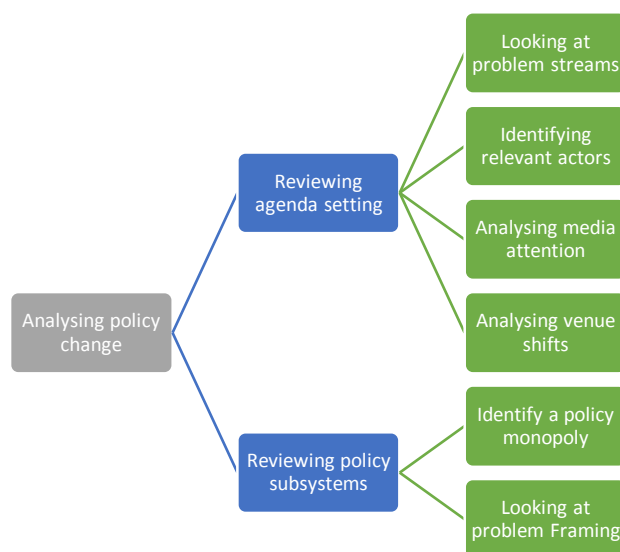 Looking at
problem streams
Identifying
relevant actors
Reviewing
agenda setting
Analysing media
attention
Analysing policy
change
Analysing venue
shifts
Identify a policy
monopoly
Reviewing policy
subsystems
Looking at
problem Framing